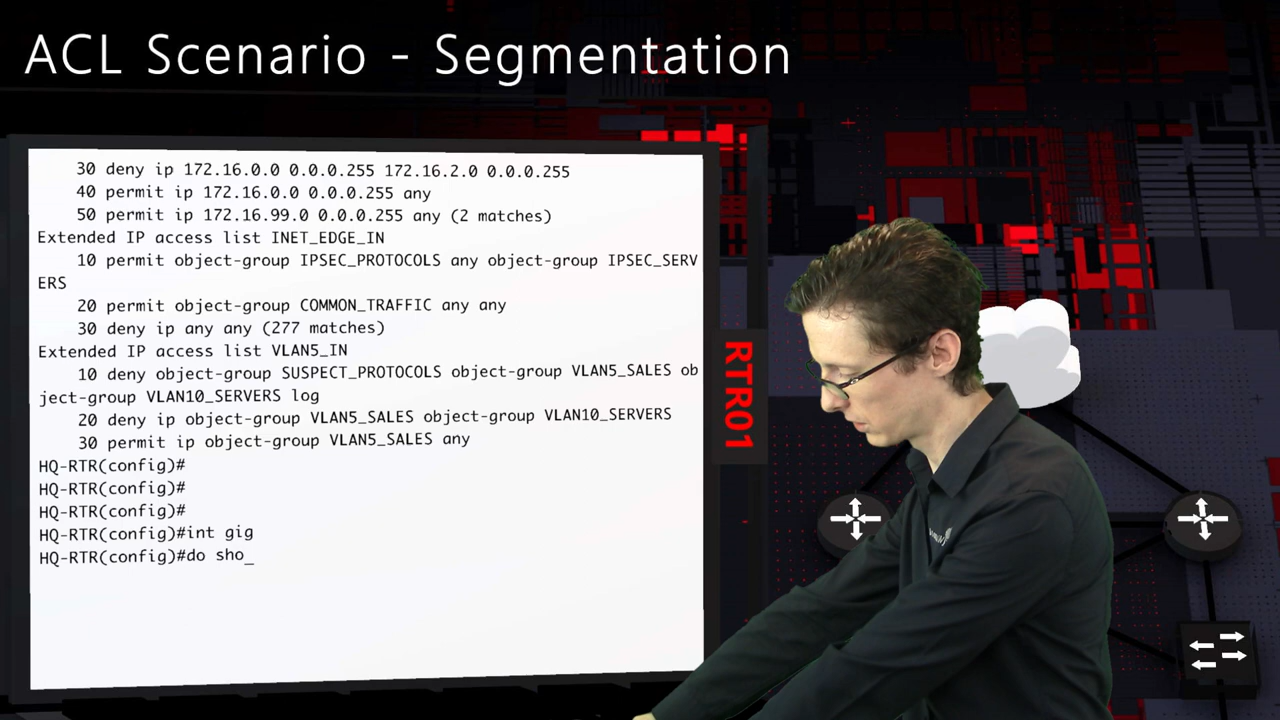 ACL Scenario - Segmentation
30 deny ip 172.16.0.0 0.0.0.255 172.16.2.0 0.0.0.255
40 permit ip 172.16.0.0 0.0.0.255 any
50 permit ip 172.16.99.0 0.0.0.255 any (2 matches)
Extended IP access list INET_EDGE_IN
10 permit object-group IPSEC_PROTOCOLS any object-group IPSEC_SERV
ERS
20 permit object-group COMMON_TRAFFIC any any
30 deny ip any any (277 matches)
Extended IP access list VLAN5_IN
10 deny object-group SUSPECT_PROTOCOLS object-group VLAN5_SALES ob
ject-group VLAN10_SERVERS log
20 deny ip object-group VLAN5_SALES object-group VLAN10_SERVERS
30 permit ip object-group VLAN5_SALES any
HQ-RTR(config)#
HQ-RTR(config)#
HQ-RTR(config)#
HQ-RTR(config)#int gig
HQ-RTR(config)#do sho_
RTR01